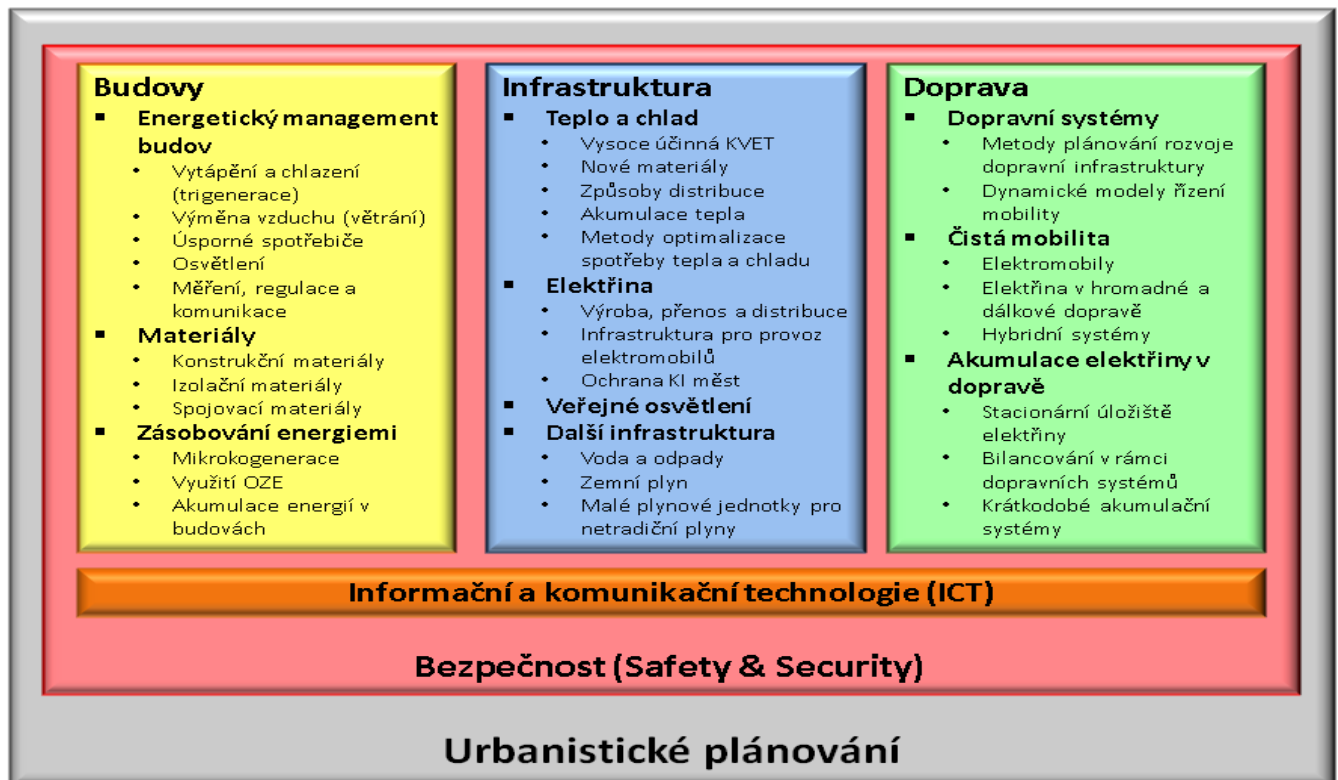 Budovy
▪ Energetický management
budov
• Vytápění a chlazení
(trigenerace)
• Výměna vzduchu (větrání)
• Úsporné spotřebiče
• Osvětlení
• Měření, regulace a
komunikace
▪ Materiály
• Konstrukční materiály
• Izolační materiály
• Spojovací materiály
▪ Zásobování energiemi
• Mikrokogenerace
• Využití OZE
• Akumulace energií v
budovách
Infrastruktura
▪ Teplo a chlad
• Vysoce účinná KVET
• Nové materiály
• Způsoby distribuce
• Akumulace tepla
• Metody optimalizace
spotřeby tepla a chladu
▪ Elektřina
• Výroba, přenos a distribuce
• Infrastruktura pro provoz
elektromobilů
• Ochrana KI měst
▪ Veřejné osvětlení
▪ Další infrastruktura
• Voda a odpady
• Zemní plyn
• Malé plynové jednotky pro
netradiční plyny
Doprava
▪ Dopravní systémy
• Metody plánování rozvoje
dopravní infrastruktury
• Dynamické modely řízení
mobility
▪ Čistá mobilita
• Elektromobily
• Elektřina v hromadné a
dálkové dopravě
• Hybridní systémy
▪ Akumulace elektřiny v
dopravě
• Stacionární úložiště
elektřiny
• Bilancování v rámci
dopravních systémů
• Krátkodobé akumulační
systémy
Informační a komunikační technologie (ICT)
Bezpečnost (Safety & Security)
Urbanistické plánování